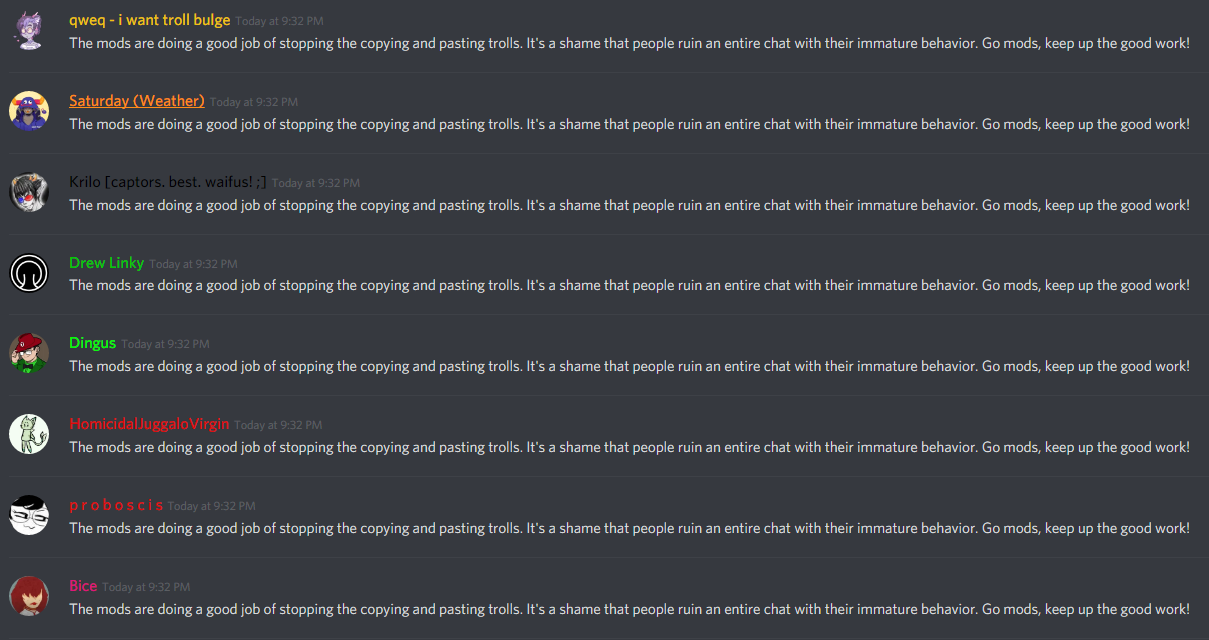 qweq - i want troll bulge Today at 9:32 PM
The mods are doing a good job of stopping the copying and pasting trolls. It's a shame that people ruin an entire chat with their immature behavior. Go mods, keep up the good work!
Saturday (Weather) Today at 9:32 PM
The mods are doing a good job of stopping the copying and pasting trolls. It's a shame that people ruin an entire chat with their immature behavior. Go mods, keep up the good work!
Krilo [captors. best. waifus! ;] Today at 9:32 PM
The mods are doing a good job of stopping the copying and pasting trolls. It's a shame that people ruin an entire chat with their immature behavior. Go mods, keep up the good work!
Drew Linky Today at 9:32 PM
The mods are doing a good job of stopping the copying and pasting trolls. It's a shame that people ruin an entire chat with their immature behavior. Go mods, keep up the good work!
Dingus Today at 9:32 PM
The mods are doing a good job of stopping the copying and pasting trolls. It's a shame that people ruin an entire chat with their immature behavior. Go mods, keep up the good work!
HomicidalJuggaloVirgin Today at 9:32 PM
The mods are doing a good job of stopping the copying and pasting trolls. It's a shame that people ruin an entire chat with their immature behavior. Go mods, keep up the good work!
p r o b o s c i s Today at 9:32 PM
The mods are doing a good job of stopping the copying and pasting trolls. It's a shame that people ruin an entire chat with their immature behavior. Go mods, keep up the good work!
Bice Today at 9:32 PM
The mods are doing a good job of stopping the copying and pasting trolls. It's a shame that people ruin an entire chat with their immature behavior. Go mods, keep up the good work!